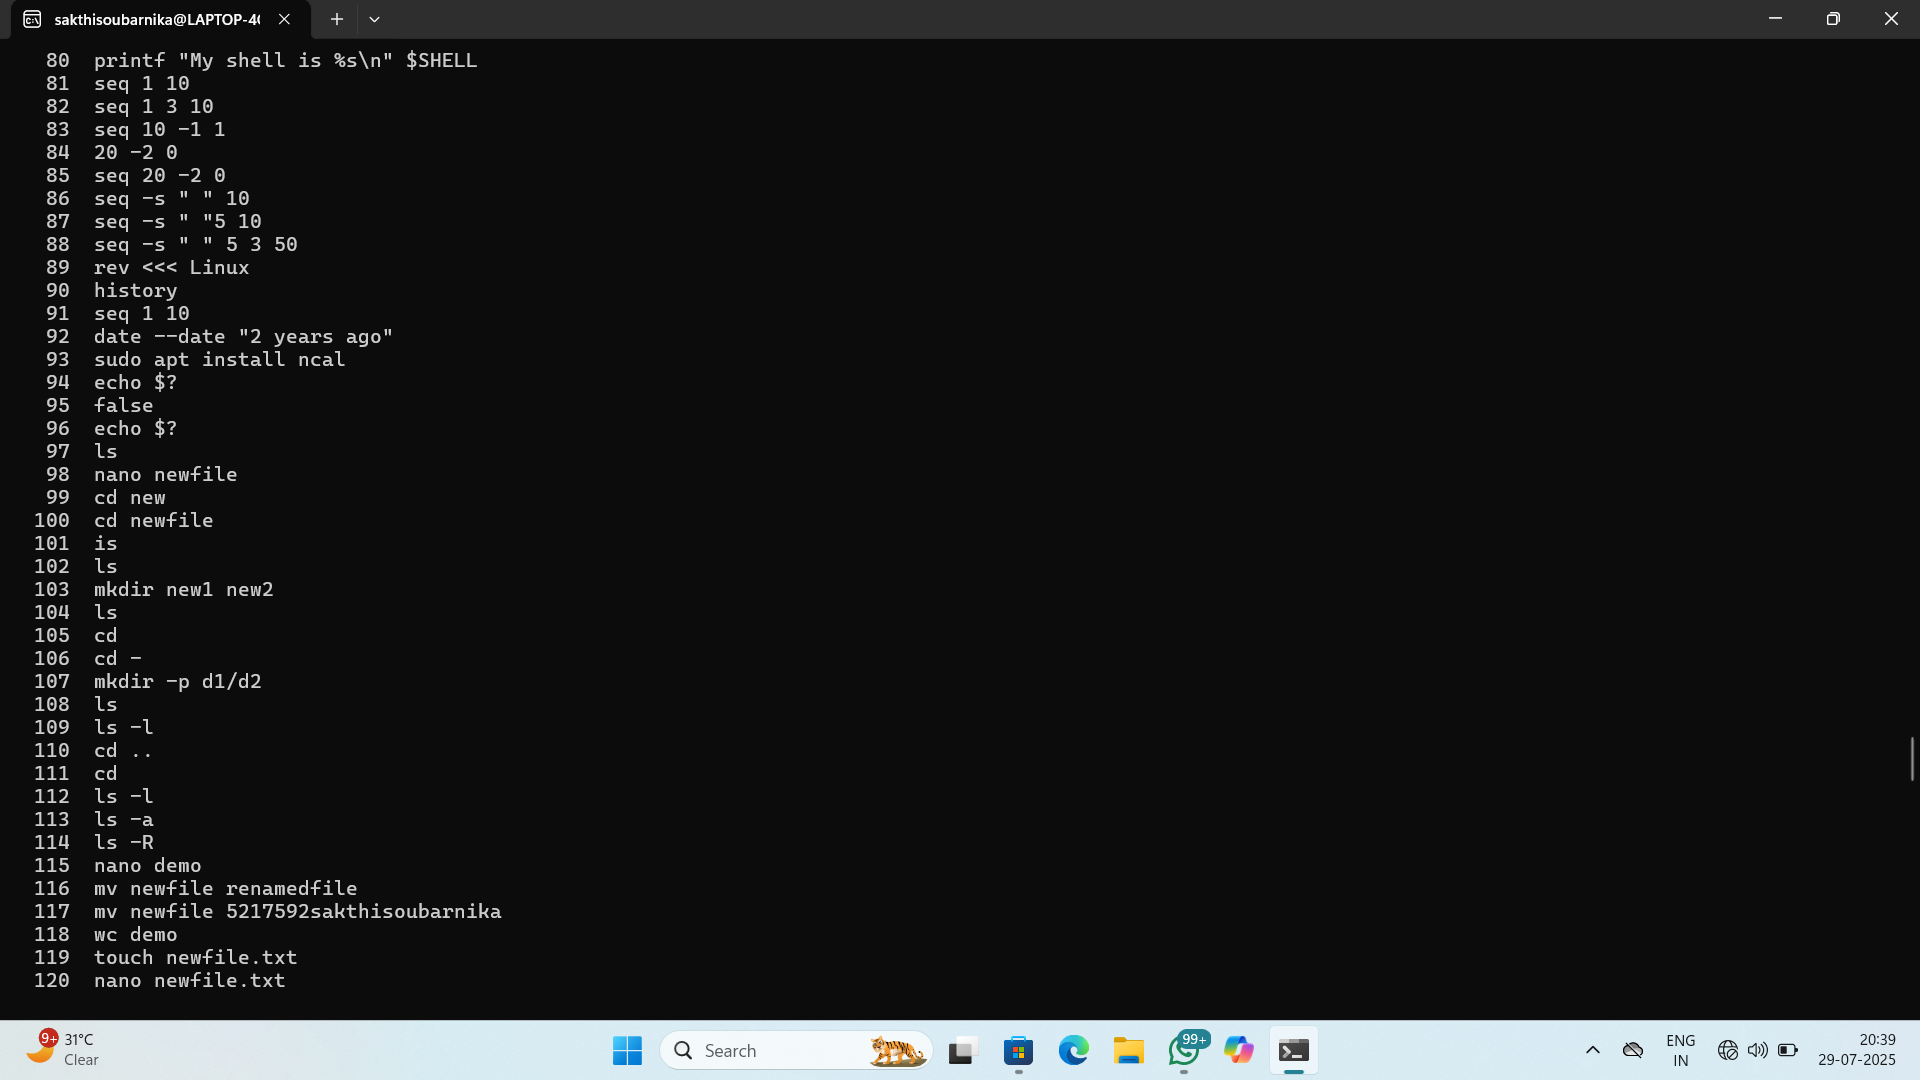 sakthisoubarnika@LAPTOP-4
80 printf "My shell is %s\n" $SHELL
81 seq 1 10
82 seq 1 3 10
83 seq 10 -1 1
84 20 -2 0
85 seq 20 -2 0
86 seq -s " " 10
87 seq -s " "5 10
88 seq -s " " 5 3 50
89 rev <<< Linux
90 history
91 seq 1 10
92 date --date "2 years ago"
93 sudo apt install ncal
94 echo $?
95 false
96 echo $?
97 ls
98 nano newfile
99 cd new
100 cd newfile
101 is
102 ls
103 mkdir new1 new2
104 ls
105 cd
106 cd -
107 mkdir -p d1/d2
108 ls
109 ls -l
110 cd ..
111 cd
112 ls -l
113 ls -a
114 ls -R
115 nano demo
116 mv newfile renamedfile
117 mv newfile 5217592sakthisoubarnika
118 wc demo
119 touch newfile.txt
120 nano newfile.txt
9+
31°C
Clear
Search
99+
ENG
IN
20:39
29-07-2025